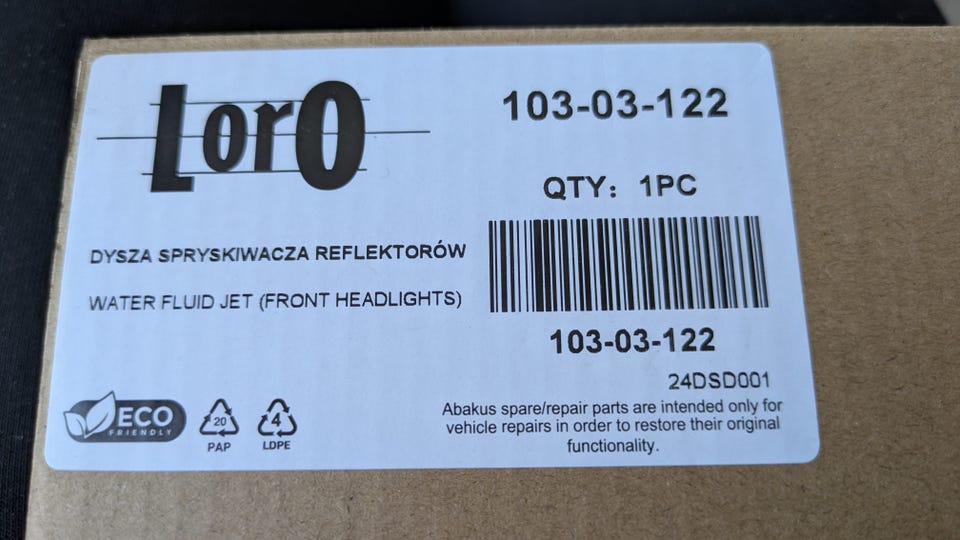 LorO
103-03-122
QTY: 1PC
DYSZA SPRYSKIWACZA REFLEKTORÓW
WATER FLUID JET (FRONT HEADLIGHTS)
103-03-122
24DSD001
Abakus spare/repair parts are intended only for
vehicle repairs in order to restore their original
functionality.
ECO
FRIENDLY
20
PAP
4
LDPE